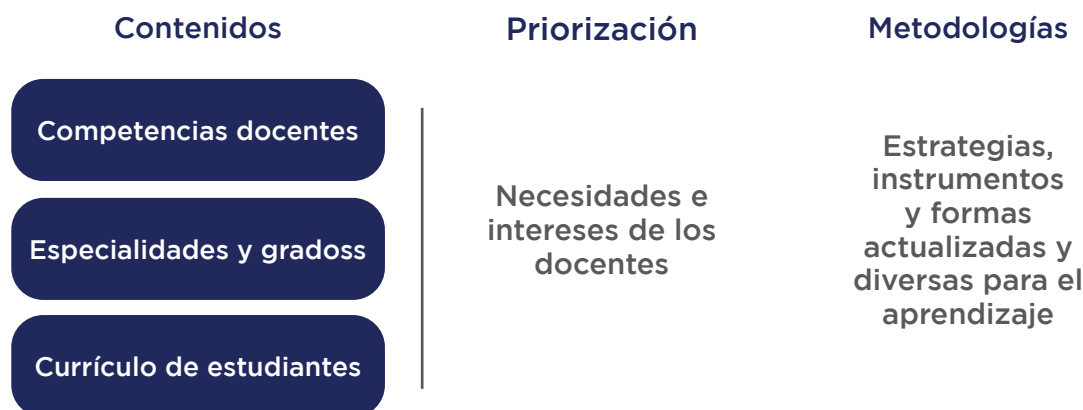 Contenidos
Competencias docentes
Especialidades y gradoss
Currículo de estudiantes
Priorización
Necesidades e
intereses de los
docentes
Metodologías
Estrategias,
instrumentos
y formas
actualizadas y
diversas para el
aprendizaje